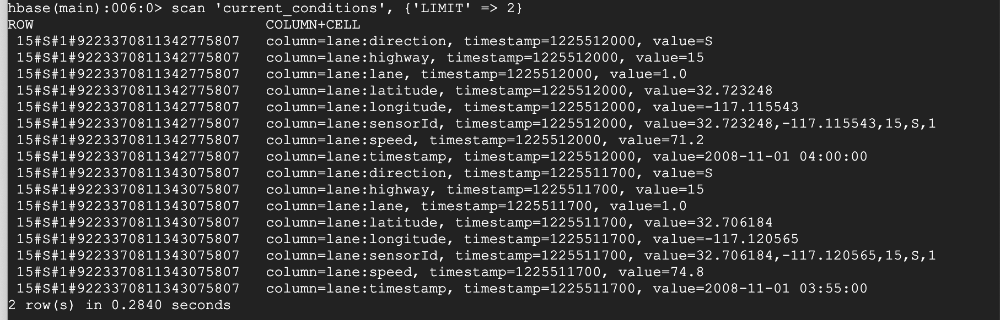 hbase(main):006:0> scan 'current_conditions', {'LIMIT' => 2}
ROW                           COLUMN+CELL
 15#S#1#9223370811342775807   column=lane:direction, timestamp=1225512000, value=S
 15#S#1#9223370811342775807   column=lane:highway, timestamp=1225512000, value=15
 15#S#1#9223370811342775807   column=lane:lane, timestamp=1225512000, value=1.0
 15#S#1#9223370811342775807   column=lane:latitude, timestamp=1225512000, value=32.723248
 15#S#1#9223370811342775807   column=lane:longitude, timestamp=1225512000, value=-117.115543
 15#S#1#9223370811342775807   column=lane:sensorId, timestamp=1225512000, value=32.723248,-117.115543,15,S,1
 15#S#1#9223370811342775807   column=lane:speed, timestamp=1225512000, value=71.2
 15#S#1#9223370811342775807   column=lane:timestamp, timestamp=1225512000, value=2008-11-01 04:00:00
 15#S#1#9223370811343075807   column=lane:direction, timestamp=1225511700, value=S
 15#S#1#9223370811343075807   column=lane:highway, timestamp=1225511700, value=15
 15#S#1#9223370811343075807   column=lane:lane, timestamp=1225511700, value=1.0
 15#S#1#9223370811343075807   column=lane:latitude, timestamp=1225511700, value=32.706184
 15#S#1#9223370811343075807   column=lane:longitude, timestamp=1225511700, value=-117.120565
 15#S#1#9223370811343075807   column=lane:sensorId, timestamp=1225511700, value=32.706184,-117.120565,15,S,1
 15#S#1#9223370811343075807   column=lane:speed, timestamp=1225511700, value=74.8
 15#S#1#9223370811343075807   column=lane:timestamp, timestamp=1225511700, value=2008-11-01 03:55:00
2 row(s) in 0.2840 seconds